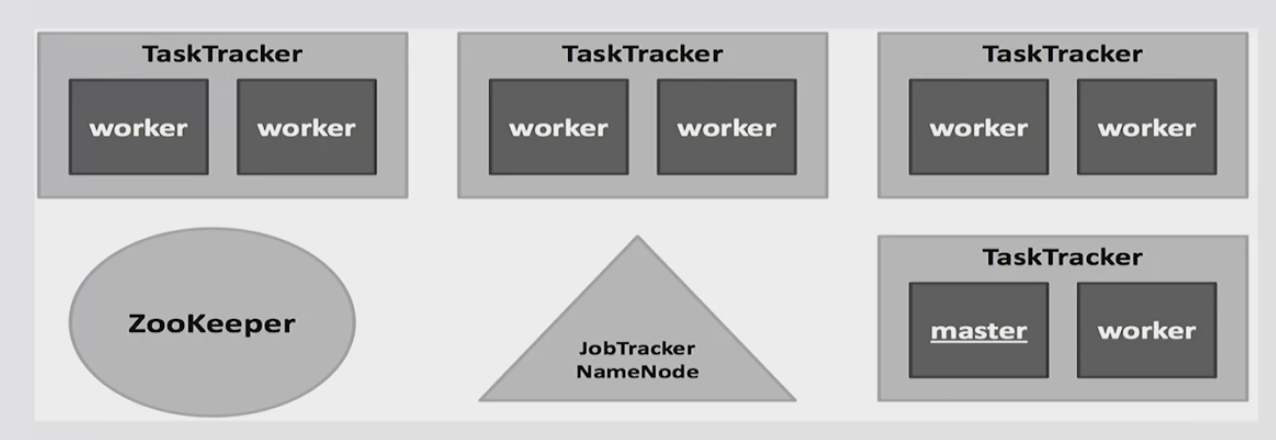 TaskTracker
worker worker
TaskTracker
worker worker
TaskTracker
worker worker
ZooKeeper
JobTracker
NameNode
TaskTracker
master worker